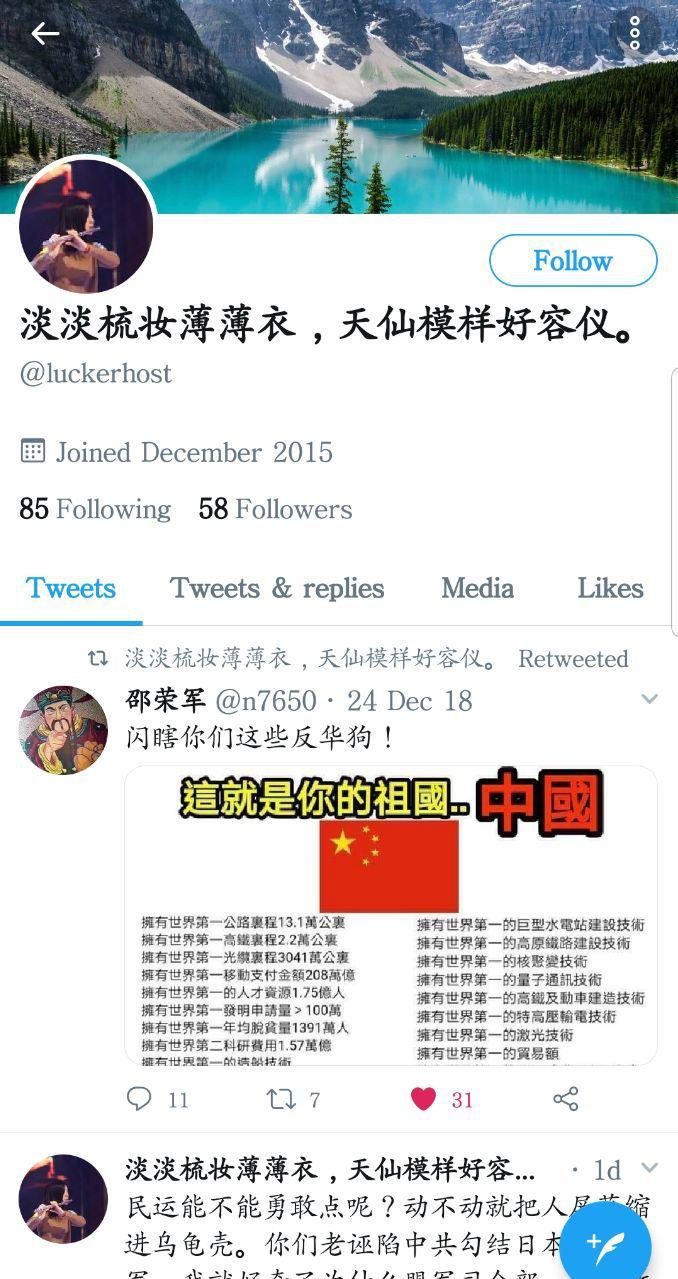 Follow
淡淡梳妆薄薄衣，天仙模样好容仪。
@luckerhost
Joined December 2015
85 Following 58 Followers
Tweets Tweets & replies Media Likes
淡淡梳妆薄薄衣，天仙模样好容仪。 Retweeted
邵荣军 @n7650 · 24 Dec 18
闪瞎你们这些反华狗！
這就是你的祖國.. 中國
擁有世界第一公路裏程13.1萬公裏
擁有世界第一高鐵裏程2.2萬公裏
擁有世界第一光纜裏程3041萬公裏
擁有世界第一移動支付金額208萬億
擁有世界第一的人才資源1.75億人
擁有世界第一發明申請量＞100萬
擁有世界第一年均脫貧量1391萬人
擁有世界第二科研費用1.57萬億
擁有世界第一的造船技術
擁有世界第一的巨型水電站建設技術
擁有世界第一的高原鐵路建設技術
擁有世界第一的核聚變技術
擁有世界第一的量子通訊技術
擁有世界第一的高鐵及動車建造技術
擁有世界第一的特高壓輸電技術
擁有世界第一的激光技術
擁有世界第一的貿易額
11 7 31
淡淡梳妆薄薄衣，天仙模样好容... · 1d
民运能不能勇敢点呢？动不动就把人屏蔽缩
进乌龟壳。你们老诬陷中共勾结日本